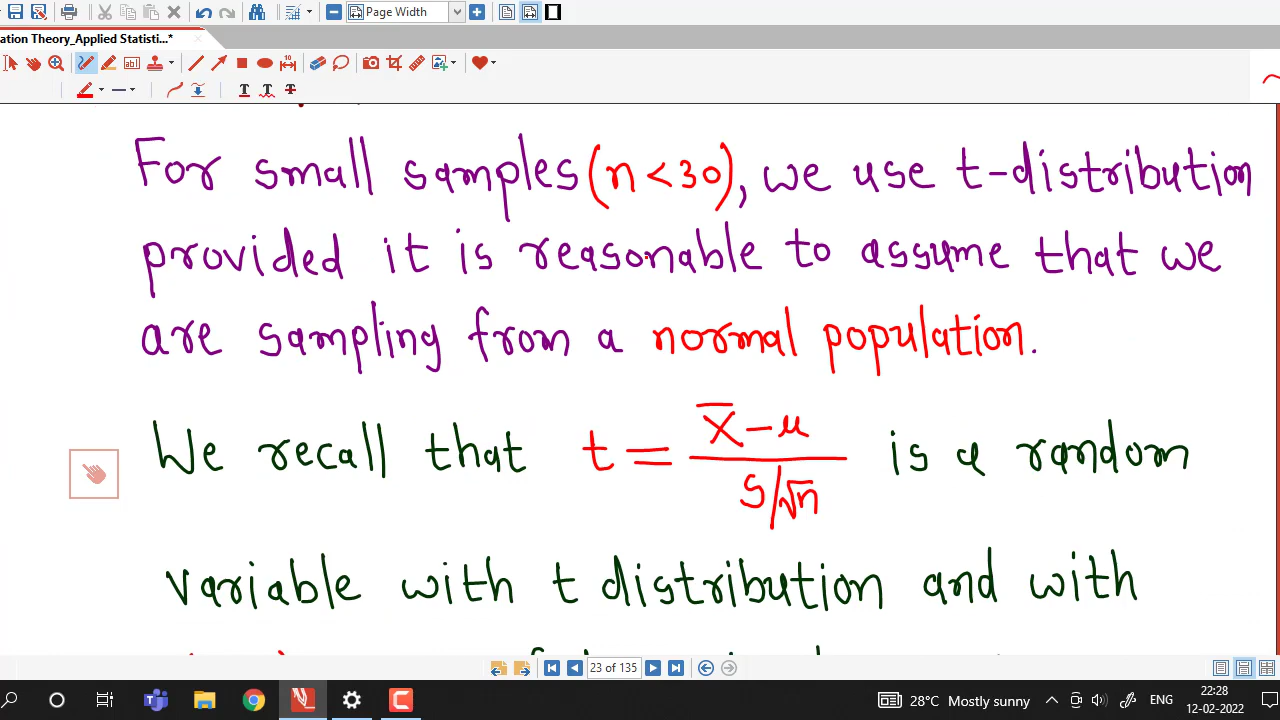 Page Width
ation Theory_Applied Statisti...*
For small samples (n < 30), we use t-distribution
provided it is reasonable to assume that we
are sampling from a normal population.
We recall that t = x̄ - μ / s/√n is a random
variable with t distribution and with
23 of 135
28°C Mostly sunny
ENG
22:28
12-02-2022